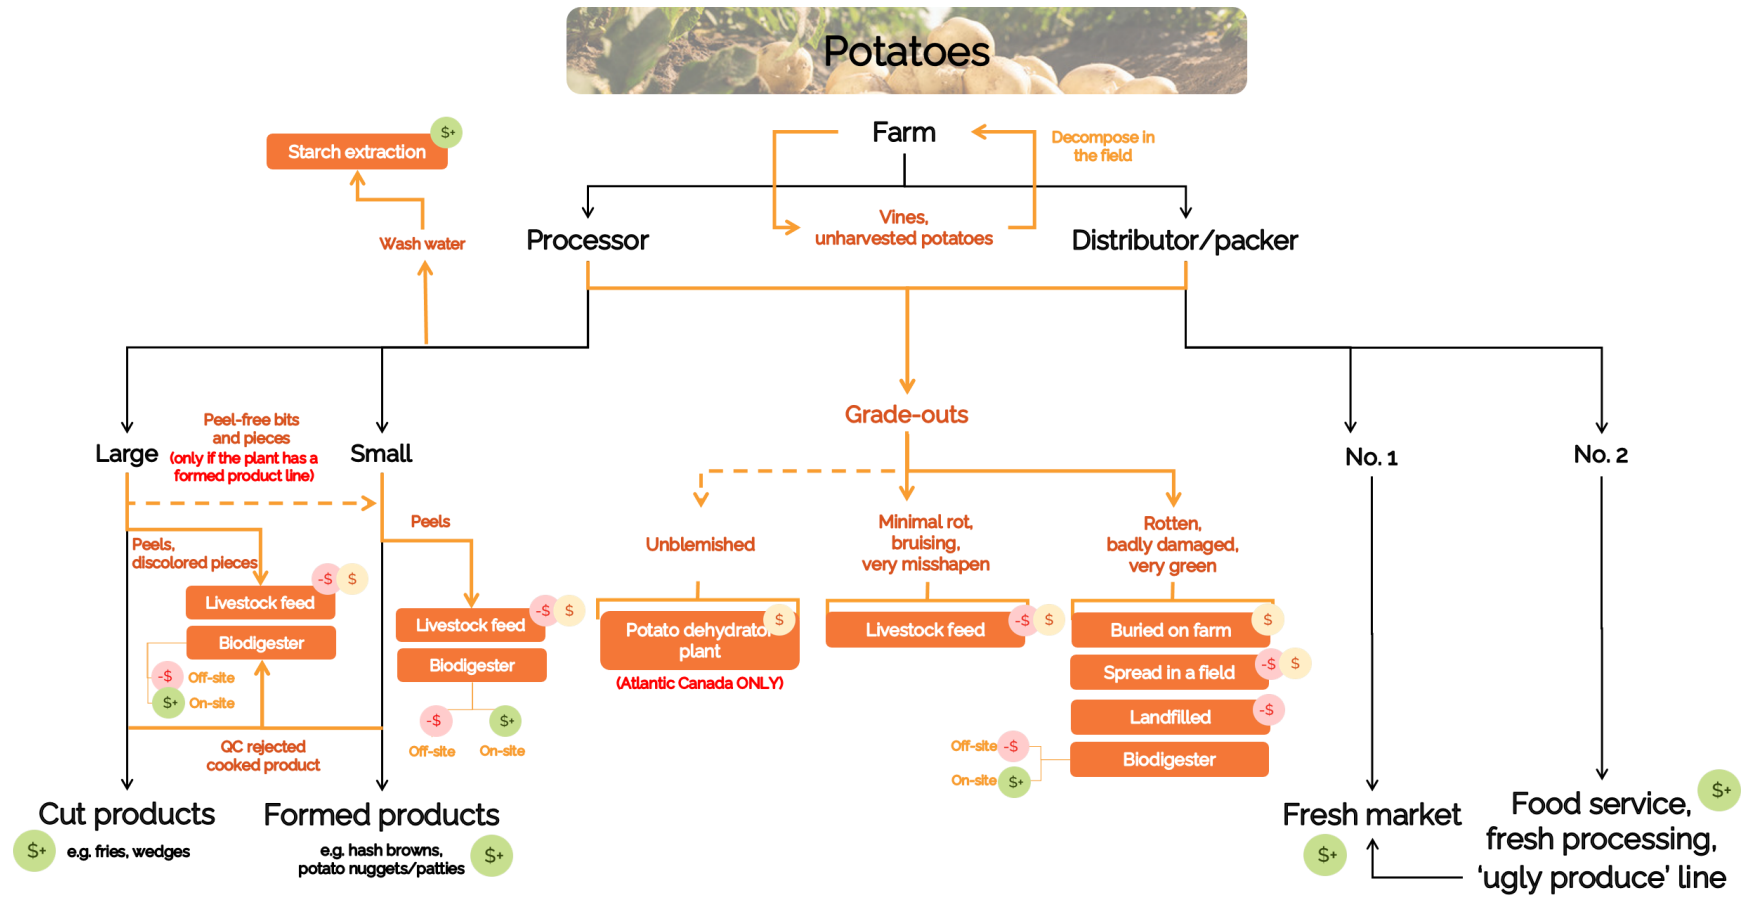 Potatoes
Farm
Decompose in
the field
Starch extraction
$+
Wash water
Processor
Vines,
unharvested potatoes
Distributor/packer
Grade-outs
Peel-free bits
and pieces
(only if the plant has a
formed product line)
Large
Small
No. 1
No. 2
Peels,
discolored pieces
Peels
Unblemished
Minimal rot,
bruising,
very misshapen
Rotten,
badly damaged,
very green
Livestock feed
-$
$
Biodigester
-$
Off-site
$+
On-site
QC rejected
cooked product
Livestock feed
-$
$
Biodigester
-$
$+
Off-site
On-site
Potato dehydrator
plant
$
(Atlantic Canada ONLY)
Livestock feed
-$
$
Buried on farm
$
Spread in a field
-$
$
Landfilled
-$
Biodigester
Off-site
-$
On-site
$+
Cut products
$+
e.g. fries, wedges
Formed products
e.g. hash browns,
potato nuggets/patties
$+
Fresh market
$+
Food service,
fresh processing,
‘ugly produce’ line
$+